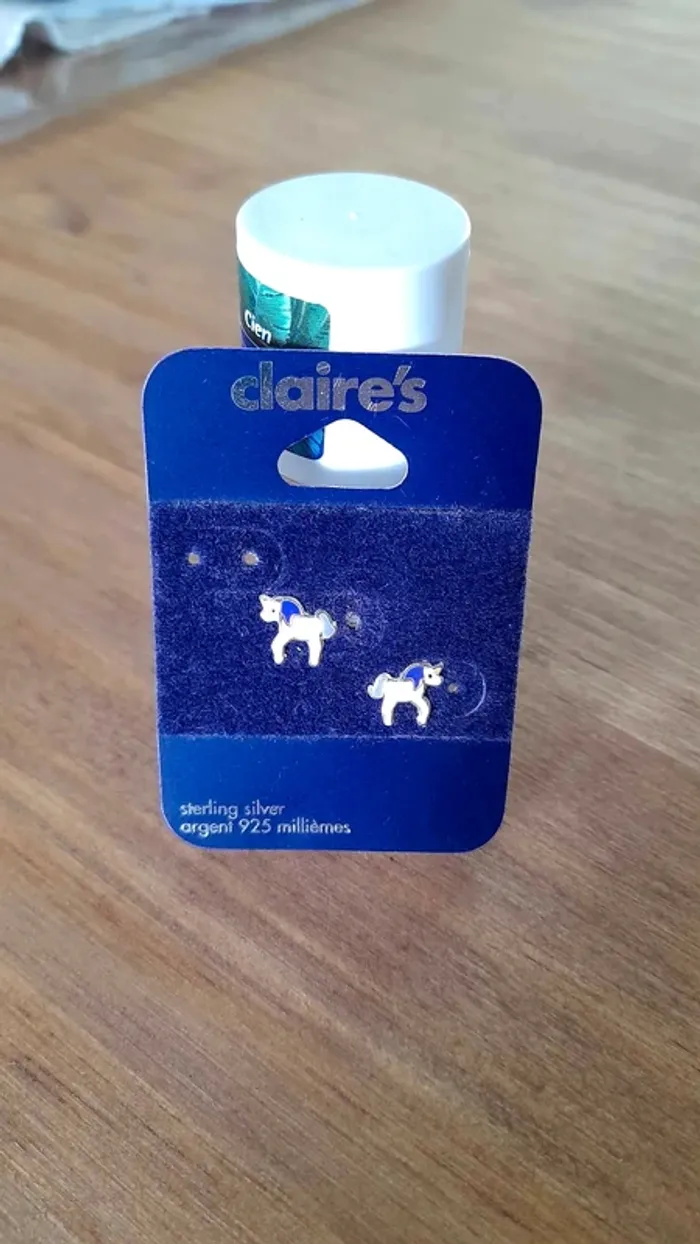 Cien
claire's
sterling silver
argent 925 millièmes